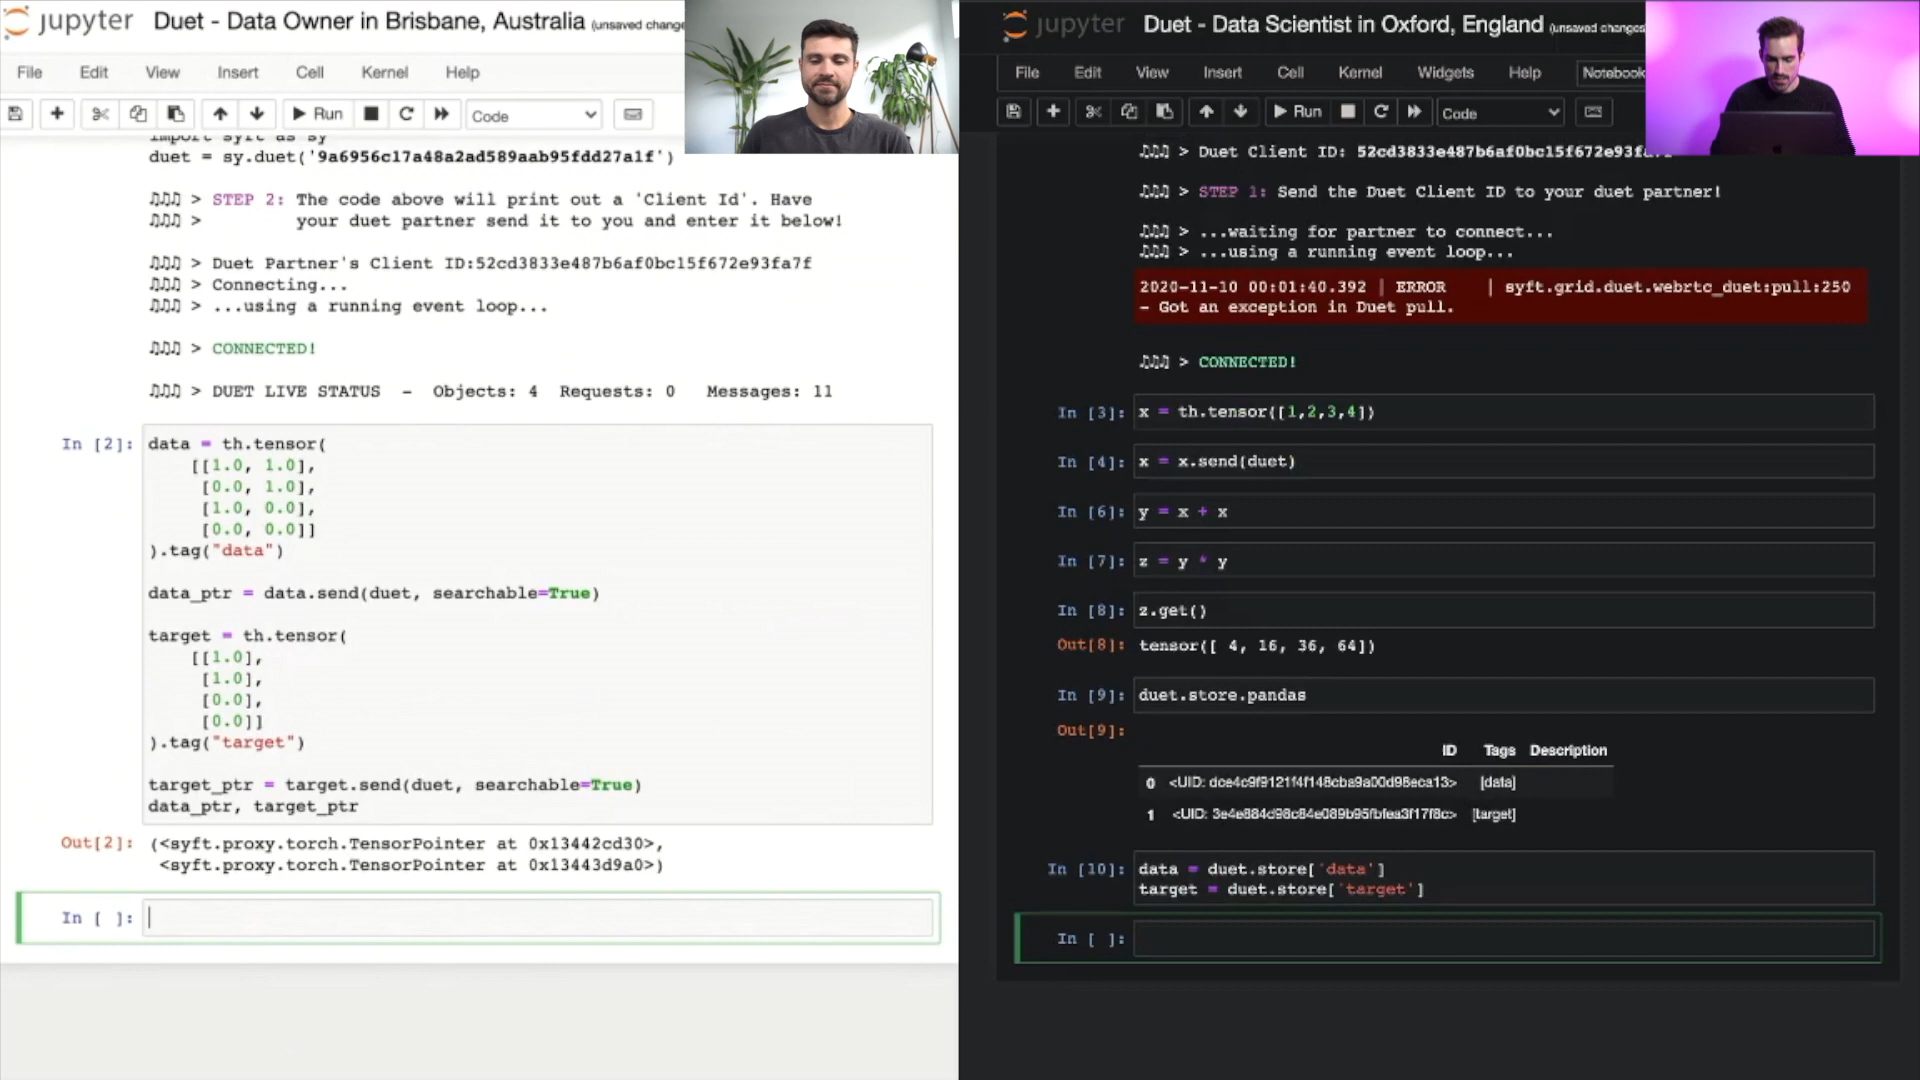 jupyter Duet - Data Owner in Brisbane, Australia (unsaved change
File Edit View Insert Cell Kernel Help
Run Code
import syft as sy
duet = sy.duet('9a6956c17a48a2ad589aab95fdd27a1f')
♫♫♫ > STEP 2: The code above will print out a 'Client Id'. Have
♫♫♫ > your duet partner send it to you and enter it below!
♫♫♫ > Duet Partner's Client ID:52cd3833e487b6af0bc15f672e93fa7f
♫♫♫ > Connecting...
♫♫♫ > ...using a running event loop...
♫♫♫ > CONNECTED!
♫♫♫ > DUET LIVE STATUS - Objects: 4 Requests: 0 Messages: 11
In [2]: data = th.tensor(
[[1.0, 1.0],
[0.0, 1.0],
[1.0, 0.0],
[0.0, 0.0]]
).tag("data")
data_ptr = data.send(duet, searchable=True)
target = th.tensor(
[[1.0],
[1.0],
[0.0],
[0.0]]
).tag("target")
target_ptr = target.send(duet, searchable=True)
data_ptr, target_ptr
Out[2]: (<syft.proxy.torch.TensorPointer at 0x13442cd30>,
<syft.proxy.torch.TensorPointer at 0x13443d9a0>)
In [ ]:
jupyter Duet - Data Scientist in Oxford, England (unsaved changes
File Edit View Insert Cell Kernel Widgets Help Notebook
Run Code
♫♫♫ > Duet Client ID: 52cd3833e487b6af0bc15f672e93fa7f
♫♫♫ > STEP 1: Send the Duet Client ID to your duet partner!
♫♫♫ > ...waiting for partner to connect...
♫♫♫ > ...using a running event loop...
2020-11-10 00:01:40.392 | ERROR | syft.grid.duet.webrtc_duet:pull:250
- Got an exception in Duet pull.
♫♫♫ > CONNECTED!
In [3]: x = th.tensor([1,2,3,4])
In [4]: x = x.send(duet)
In [6]: y = x + x
In [7]: z = y * y
In [8]: z.get()
Out[8]: tensor([ 4, 16, 36, 64])
In [9]: duet.store.pandas
Out[9]:
ID Tags Description
0 <UID: dce4c9f9121f4f148cba9a00d98eca13> [data]
1 <UID: 3e4e884d98c84e089b95fbfea3f17f8c> [target]
In [10]: data = duet.store['data']
target = duet.store['target']
In [ ]: